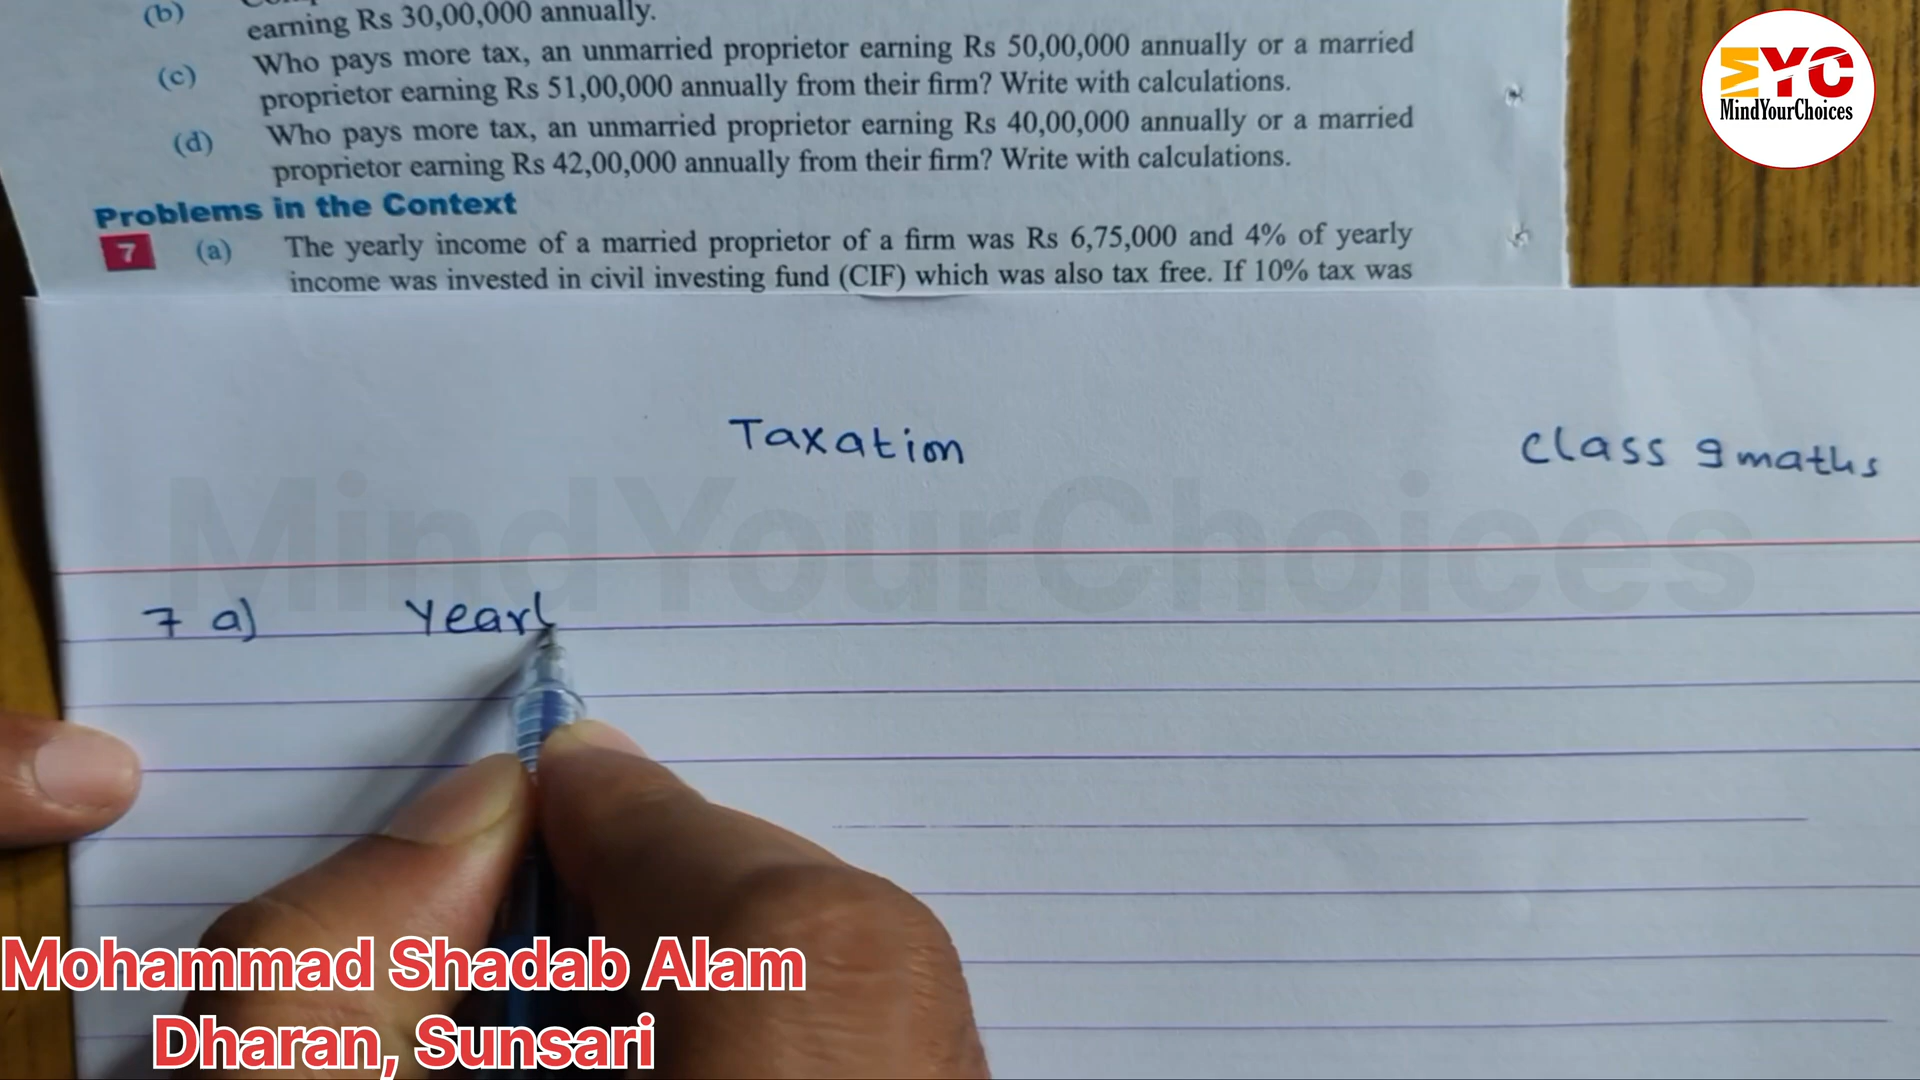 (b)
earning Rs 30,00,000 annually.
(c) Who pays more tax, an unmarried proprietor earning Rs 50,00,000 annually or a married
proprietor earning Rs 51,00,000 annually from their firm? Write with calculations.
(d) Who pays more tax, an unmarried proprietor earning Rs 40,00,000 annually or a married
proprietor earning Rs 42,00,000 annually from their firm? Write with calculations.
Problems in the Context
7 (a) The yearly income of a married proprietor of a firm was Rs 6,75,000 and 4% of yearly
income was invested in civil investing fund (CIF) which was also tax free. If 10% tax was
MYC
MindYourChoices
Taxation
Class 9 maths
MindYourChoices
7 a) Yearl
Mohammad Shadab Alam
Dharan, Sunsari